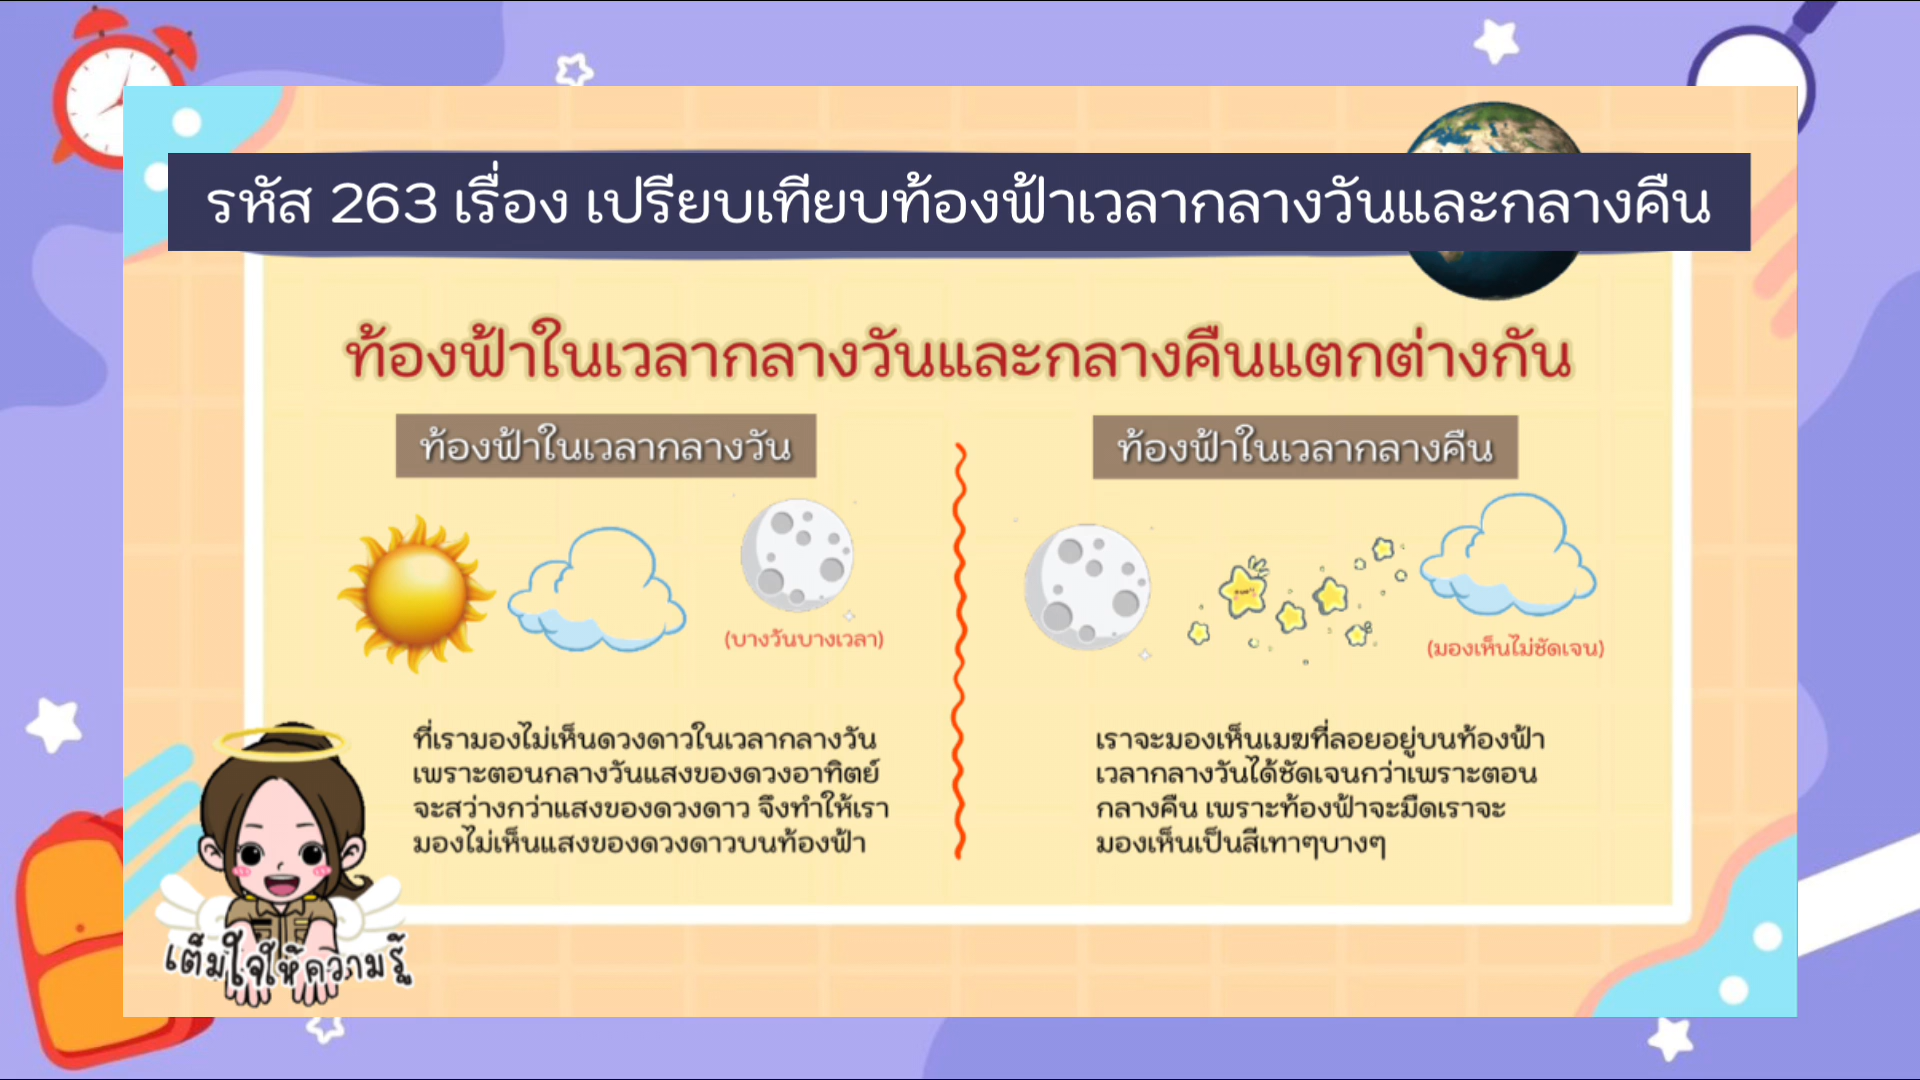 รหัส 263 เรื่อง เปรียบเทียบท้องฟ้าเวลากลางวันและกลางคืน
ท้องฟ้าในเวลากลางวันและกลางคืนแตกต่างกัน
ท้องฟ้าในเวลากลางวัน
(บางวันบางเวลา)
ที่เรามองไม่เห็นดวงดาวในเวลากลางวัน
เพราะตอนกลางวันแสงของดวงอาทิตย์
จะสว่างกว่าแสงของดวงดาว จึงทำให้เรา
มองไม่เห็นแสงของดวงดาวบนท้องฟ้า
ท้องฟ้าในเวลากลางคืน
(มองเห็นไม่ชัดเจน)
เราจะมองเห็นเมฆที่ลอยอยู่บนท้องฟ้า
เวลากลางวันได้ชัดเจนกว่าเพราะตอน
กลางคืน เพราะท้องฟ้าจะมืดเราจะ
มองเห็นเป็นสีเทาๆบางๆ
เต็มใจให้ความรู้